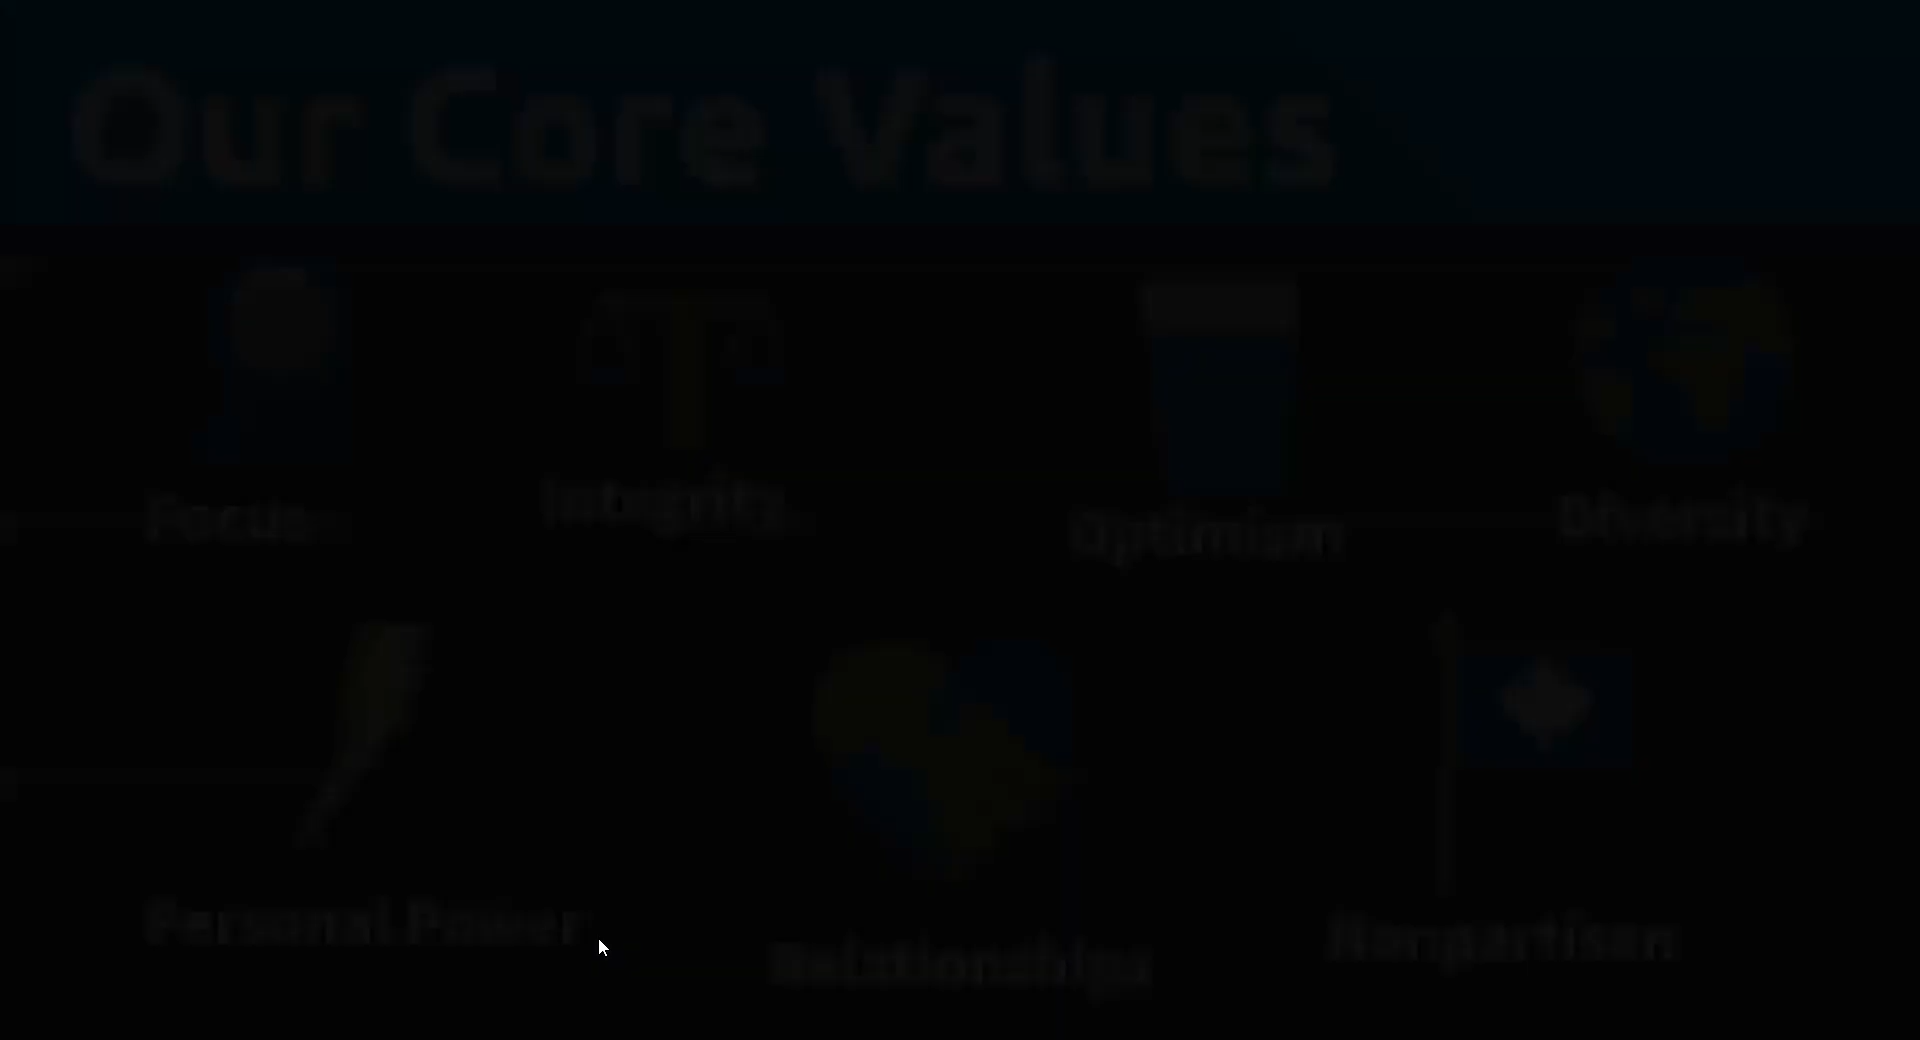 Our Core Values
Focus
Integrity
Optimism
Diversity
Personal Power
Relationships
Nonpartisan